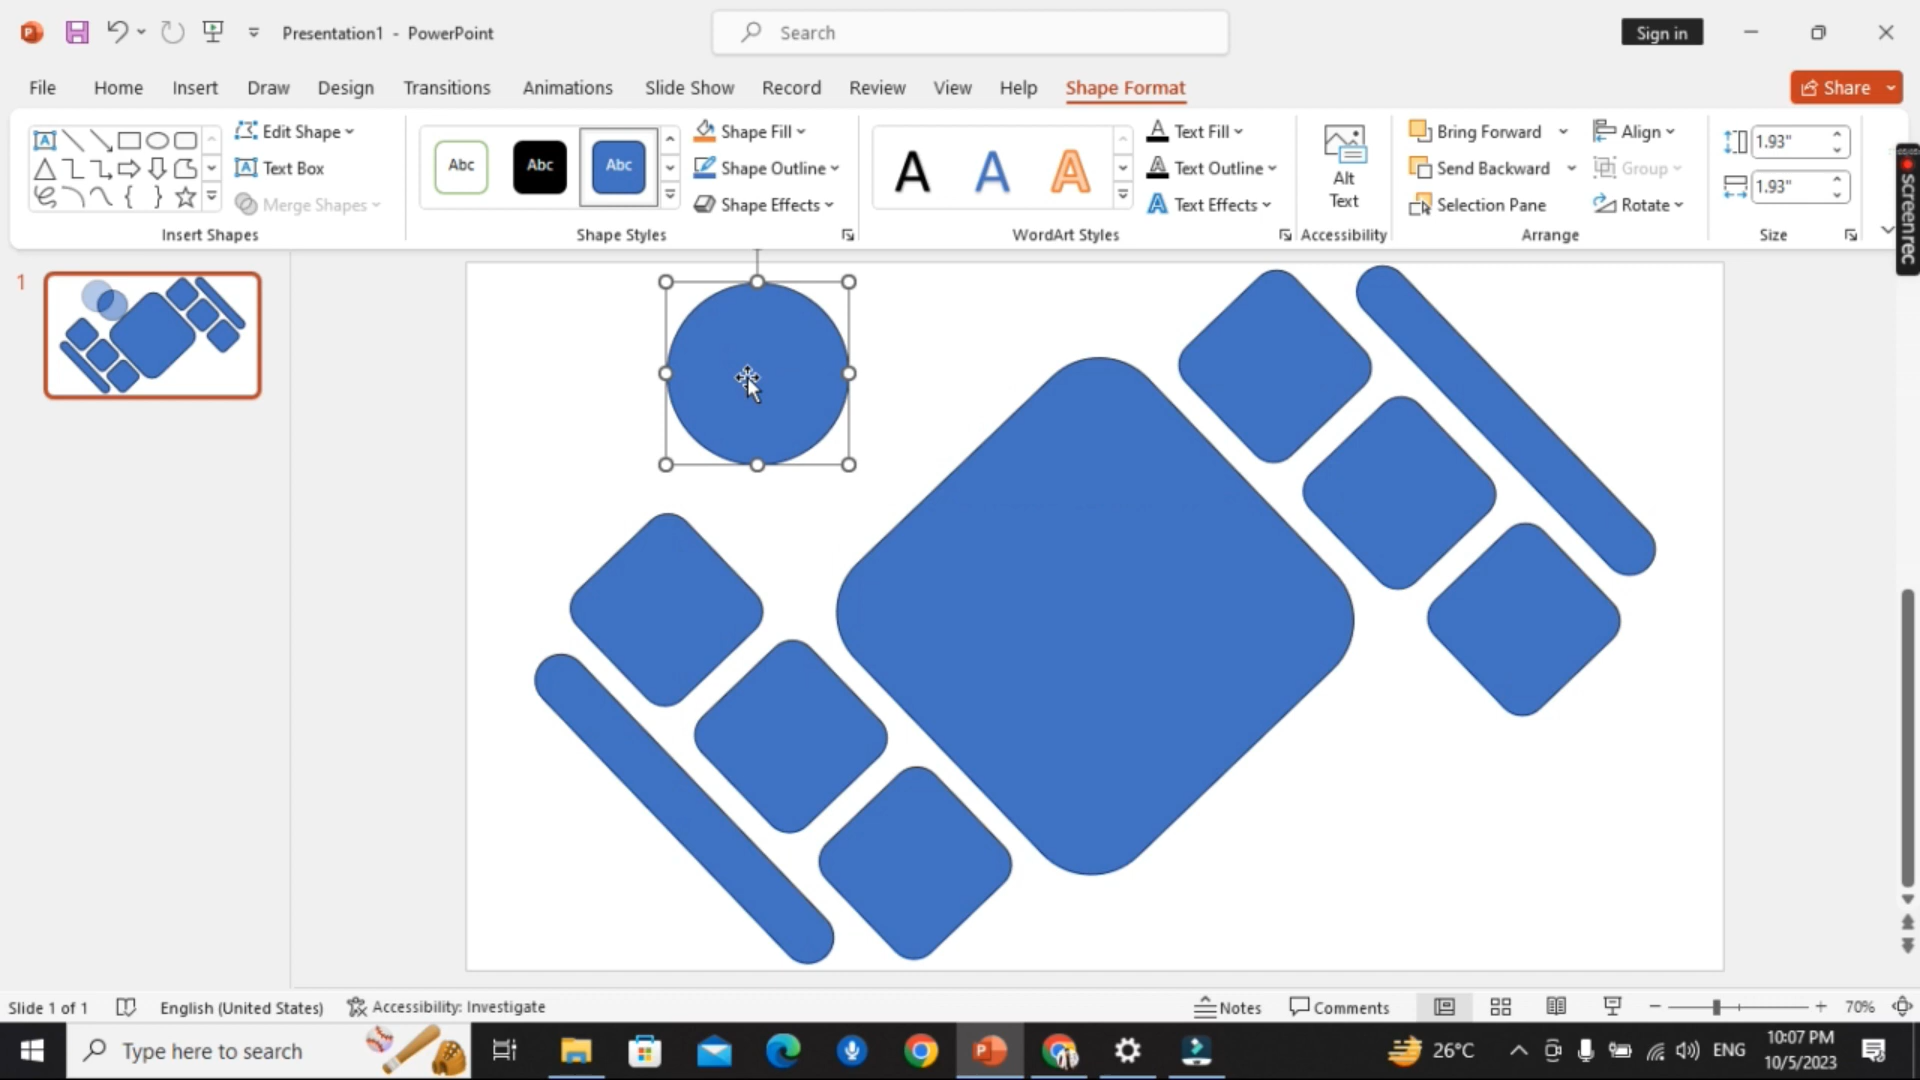 Presentation1 - PowerPoint
Search
Sign in
File Home Insert Draw Design Transitions Animations Slide Show Record Review View Help Shape Format
Share
Edit Shape
Text Box
Merge Shapes
Insert Shapes
Abc Abc Abc
Shape Fill
Shape Outline
Shape Effects
Shape Styles
A A A
WordArt Styles
Text Fill
Text Outline
Text Effects
Alt
Text
Accessibility
Bring Forward
Send Backward
Selection Pane
Align
Group
Rotate
Arrange
1.93"
1.93"
Size
screenrec
1
Slide 1 of 1 English (United States) Accessibility: Investigate Notes Comments 70%
Type here to search
26°C
ENG
10:07 PM
10/5/2023